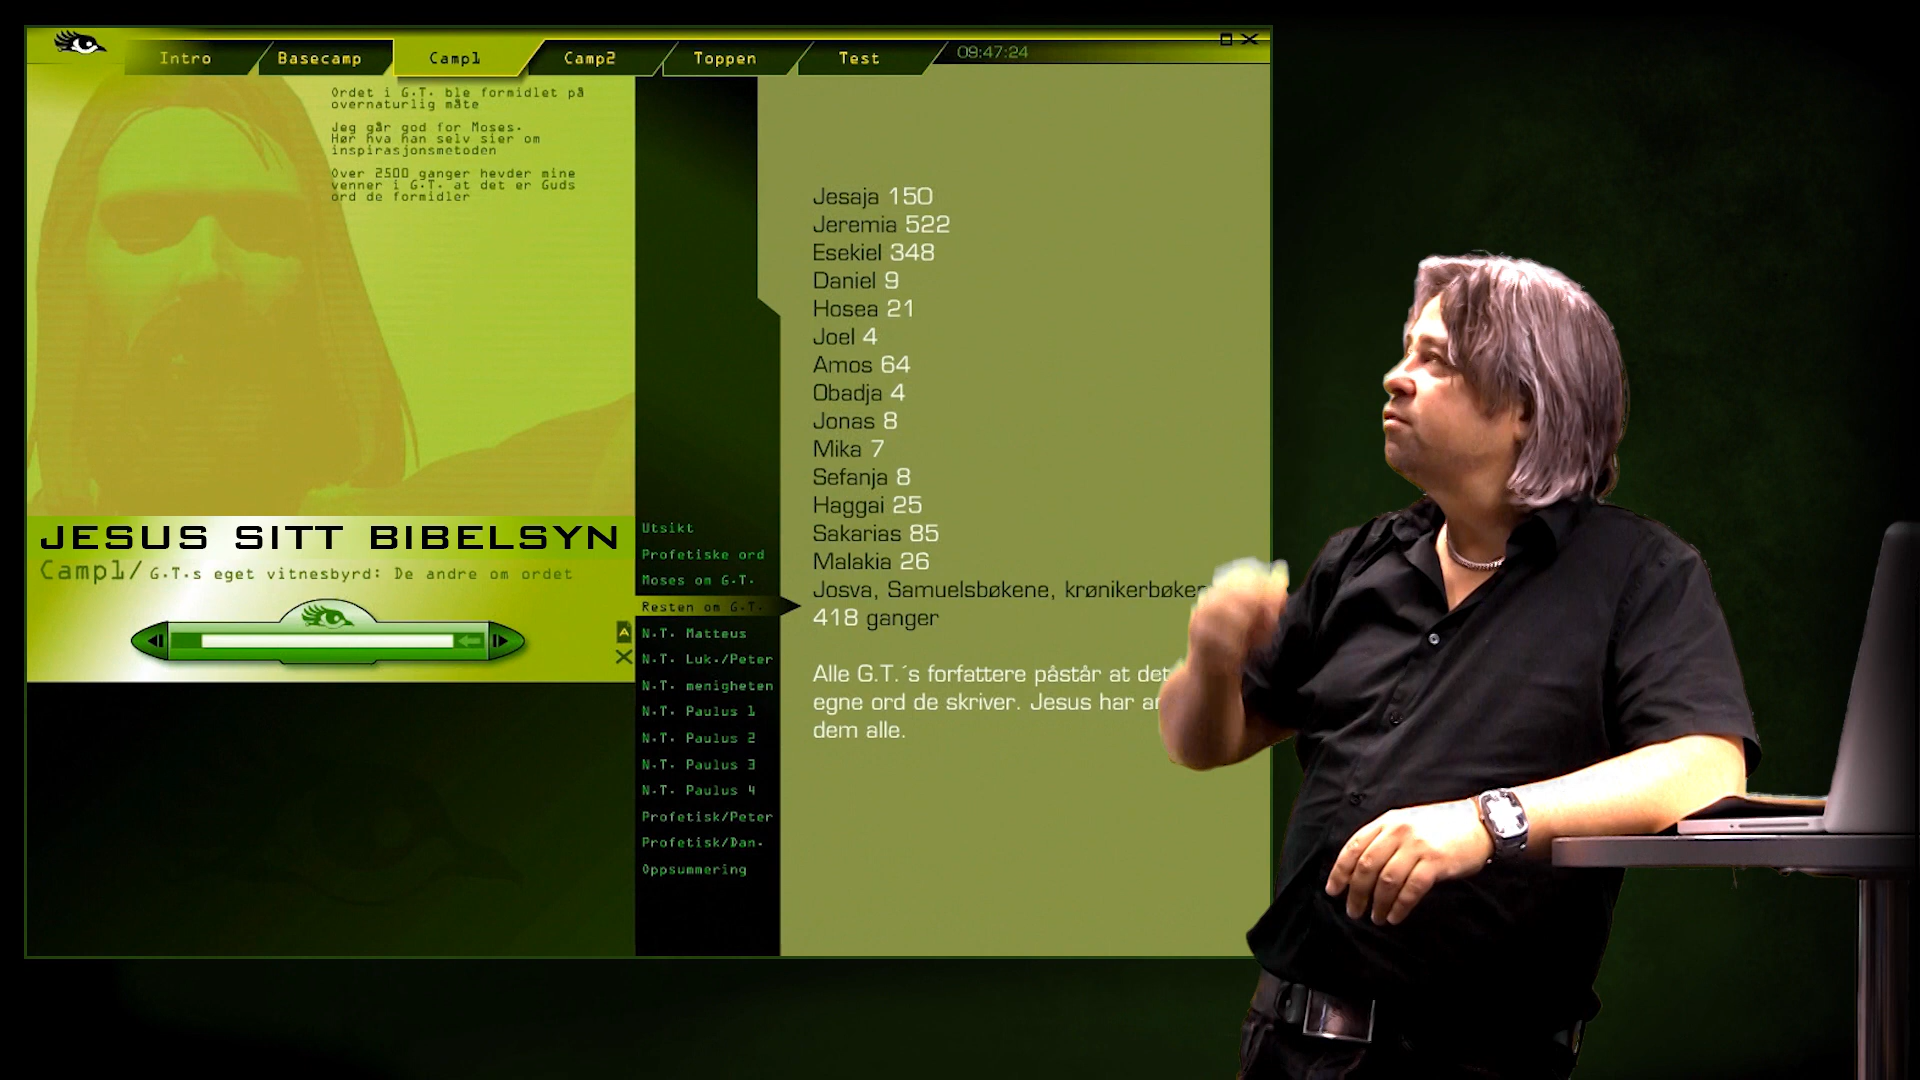 Intro
Basecamp
Camp1
Camp2
Toppen
Test
09:47:24
Ordet i G.T. ble formidlet på
overnaturlig måte
Jeg går god for Moses.
Hør hva han selv sier om
inspirasjonsmetoden
Over 2500 ganger hevder mine
venner i G.T. at det er Guds
ord de formidler
JESUS SITT BIBELSYN
Camp1/ G.T.s eget vitnesbyrd: De andre om ordet
A
Utsikt
Profetiske ord
Moses om G.T.
Resten om G.T.
N.T. Matteus
N.T. Luk./Peter
N.T. menigheten
N.T. Paulus 1
N.T. Paulus 2
N.T. Paulus 3
N.T. Paulus 4
Profetisk/Peter
Profetisk/Dan.
Oppsummering
Jesaja 150
Jeremia 522
Esekiel 348
Daniel 9
Hosea 21
Joel 4
Amos 64
Obadja 4
Jonas 8
Mika 7
Sefanja 8
Haggai 25
Sakarias 85
Malakia 26
Josva, Samuelsbøkene, krønikerbøke
418 ganger
Alle G.T.´s forfattere påstår at det
egne ord de skriver. Jesus har
dem alle.